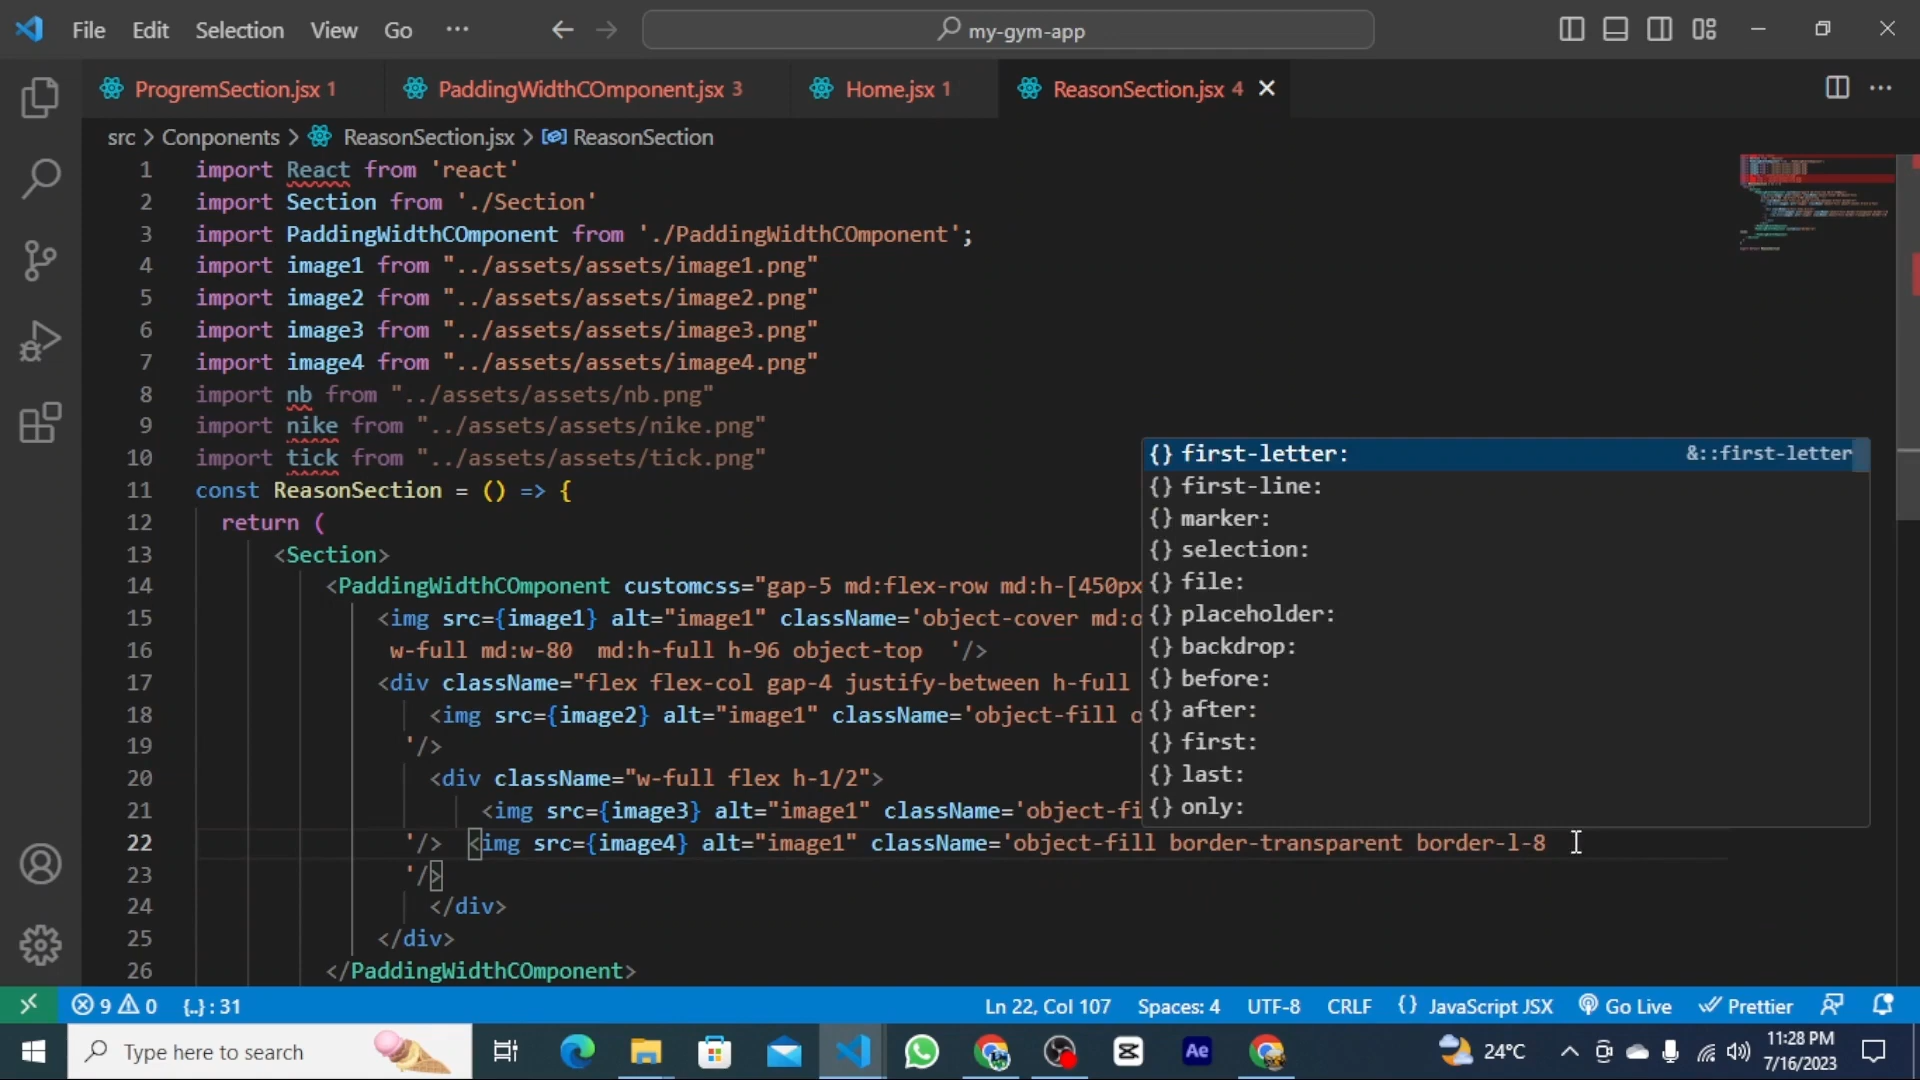 File Edit Selection View Go ··· my-gym-app
ProgremSection.jsx 1 PaddingWidthCOmponent.jsx 3 Home.jsx 1 ReasonSection.jsx 4
src > Conponents > ReasonSection.jsx > ReasonSection
1 import React from 'react'
2 import Section from './Section'
3 import PaddingWidthCOmponent from './PaddingWidthCOmponent';
4 import image1 from "../assets/assets/image1.png"
5 import image2 from "../assets/assets/image2.png"
6 import image3 from "../assets/assets/image3.png"
7 import image4 from "../assets/assets/image4.png"
8 import nb from "../assets/assets/nb.png"
9 import nike from "../assets/assets/nike.png"
10 import tick from "../assets/assets/tick.png"
11 const ReasonSection = () => {
12 return (
13 <Section>
14 <PaddingWidthCOmponent customcss="gap-5 md:flex-row md:h-[450px
15 <img src={image1} alt="image1" className='object-cover md:o
16 w-full md:w-80 md:h-full h-96 object-top '/>
17 <div className="flex flex-col gap-4 justify-between h-full
18 <img src={image2} alt="image1" className='object-fill o
19 '/>
20 <div className="w-full flex h-1/2">
21 <img src={image3} alt="image1" className='object-fi
22 '/> <img src={image4} alt="image1" className='object-fill border-transparent border-l-8
23 '/>
24 </div>
25 </div>
26 </PaddingWidthCOmponent>
{} first-letter: &::first-letter
{} first-line:
{} marker:
{} selection:
{} file:
{} placeholder:
{} backdrop:
{} before:
{} after:
{} first:
{} last:
{} only:
9 0 {..} : 31 Ln 22, Col 107 Spaces: 4 UTF-8 CRLF {} JavaScript JSX Go Live Prettier
Type here to search Ae 24°C 11:28 PM
7/16/2023